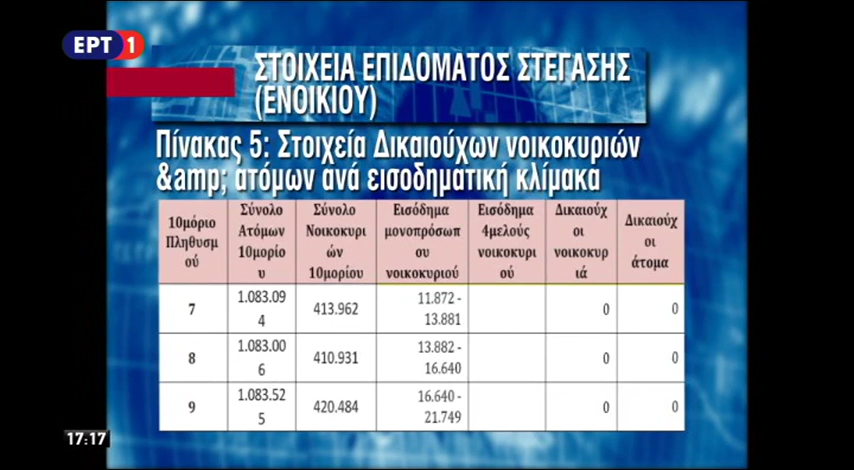 ΕΡΤ 1
ΣΤΟΙΧΕΙΑ ΕΠΙΔΟΜΑΤΟΣ ΣΤΕΓΑΣΗΣ
(ΕΝΟΙΚΙΟΥ)
Πίνακας 5: Στοιχεία Δικαιούχων νοικοκυριών
&amp; ατόμων ανά εισοδηματική κλίμακα
10μόριο
Πληθυσμ
ού
Σύνολο
Ατόμων
10μορίο
υ
Σύνολο
Νοικοκυρι
ών
10μορίου
Εισόδημα
μονοπρόσωπ
ου
νοικοκυριού
Εισόδημα
4μελούς
νοικοκυρι
ού
Δικαιούχ
οι
νοικοκυρ
ιά
Δικαιούχ
οι
άτομα
7
1.083.09
4
413.962
11.872 -
13.881
0
0
8
1.083.00
6
410.931
13.882 -
16.640
0
0
9
1.083.52
5
420.484
16.640 -
21.749
0
0
17:17